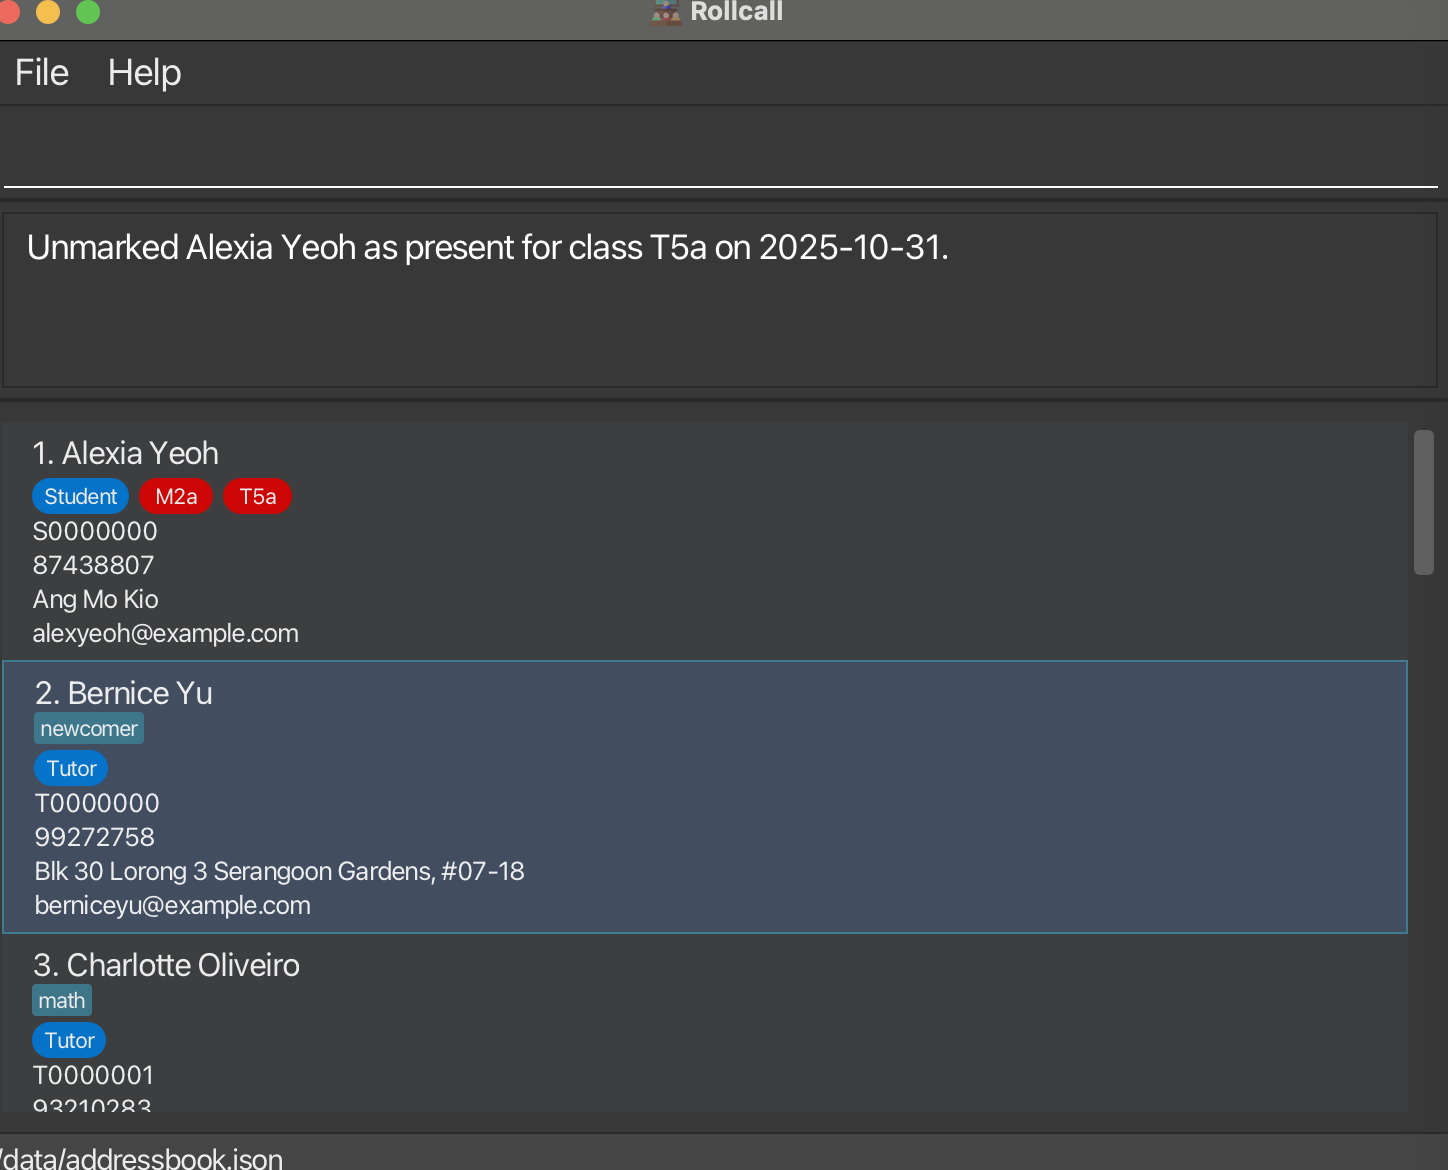 Rollcall
File Help
Unmarked Alexia Yeoh as present for class T5a on 2025-10-31.
1. Alexia Yeoh
Student M2a T5a
S0000000
87438807
Ang Mo Kio
alexyeoh@example.com
2. Bernice Yu
newcomer
Tutor
T0000000
99272758
Blk 30 Lorong 3 Serangoon Gardens, #07-18
berniceyu@example.com
3. Charlotte Oliveiro
math
Tutor
T0000001
93210283
/data/addressbook.json